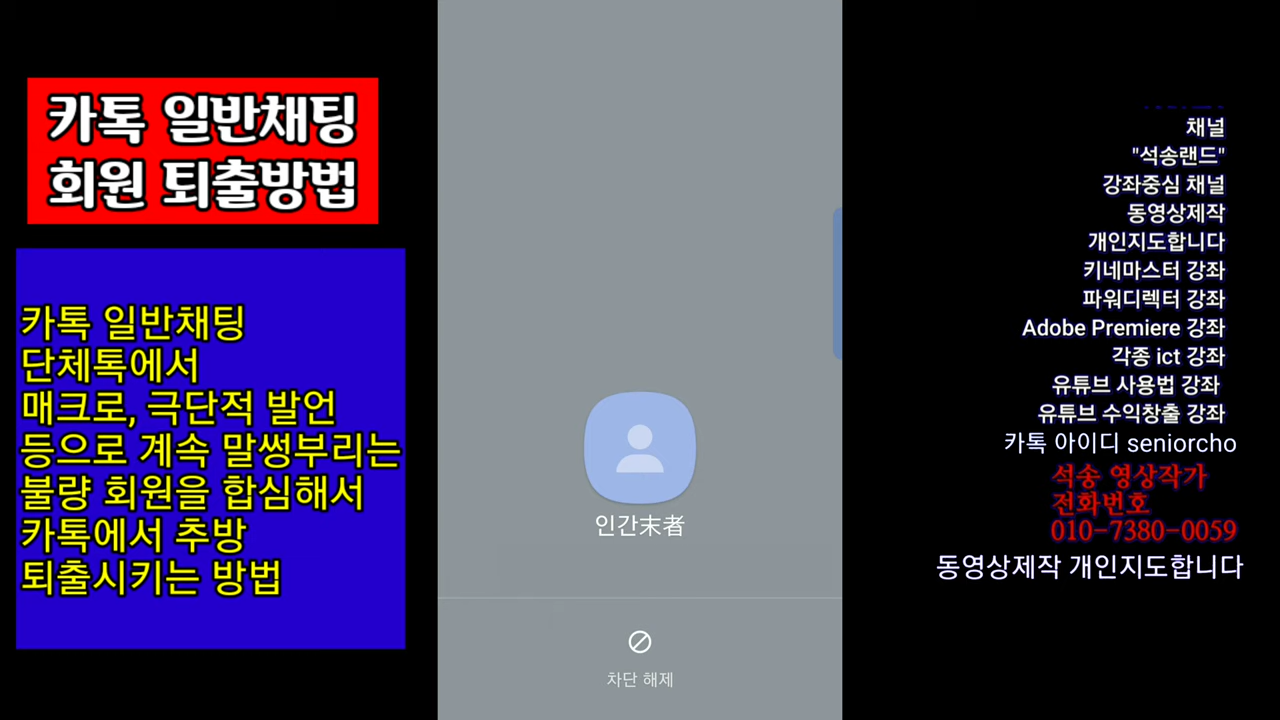 카톡 일반채팅
회원 퇴출방법
카톡 일반채팅
단체톡에서
매크로, 극단적 발언
등으로 계속 말썽부리는
불량 회원을 합심해서
카톡에서 추방
퇴출시키는 방법
인간末者
차단 해제
채널
"석송랜드"
강좌중심 채널
동영상제작
개인지도합니다
키네마스터 강좌
파워디렉터 강좌
Adobe Premiere 강좌
각종 ict 강좌
유튜브 사용법 강좌
유튜브 수익창출 강좌
카톡 아이디 seniorcho
석송 영상작가
전화번호
010-7380-0059
동영상제작 개인지도합니다